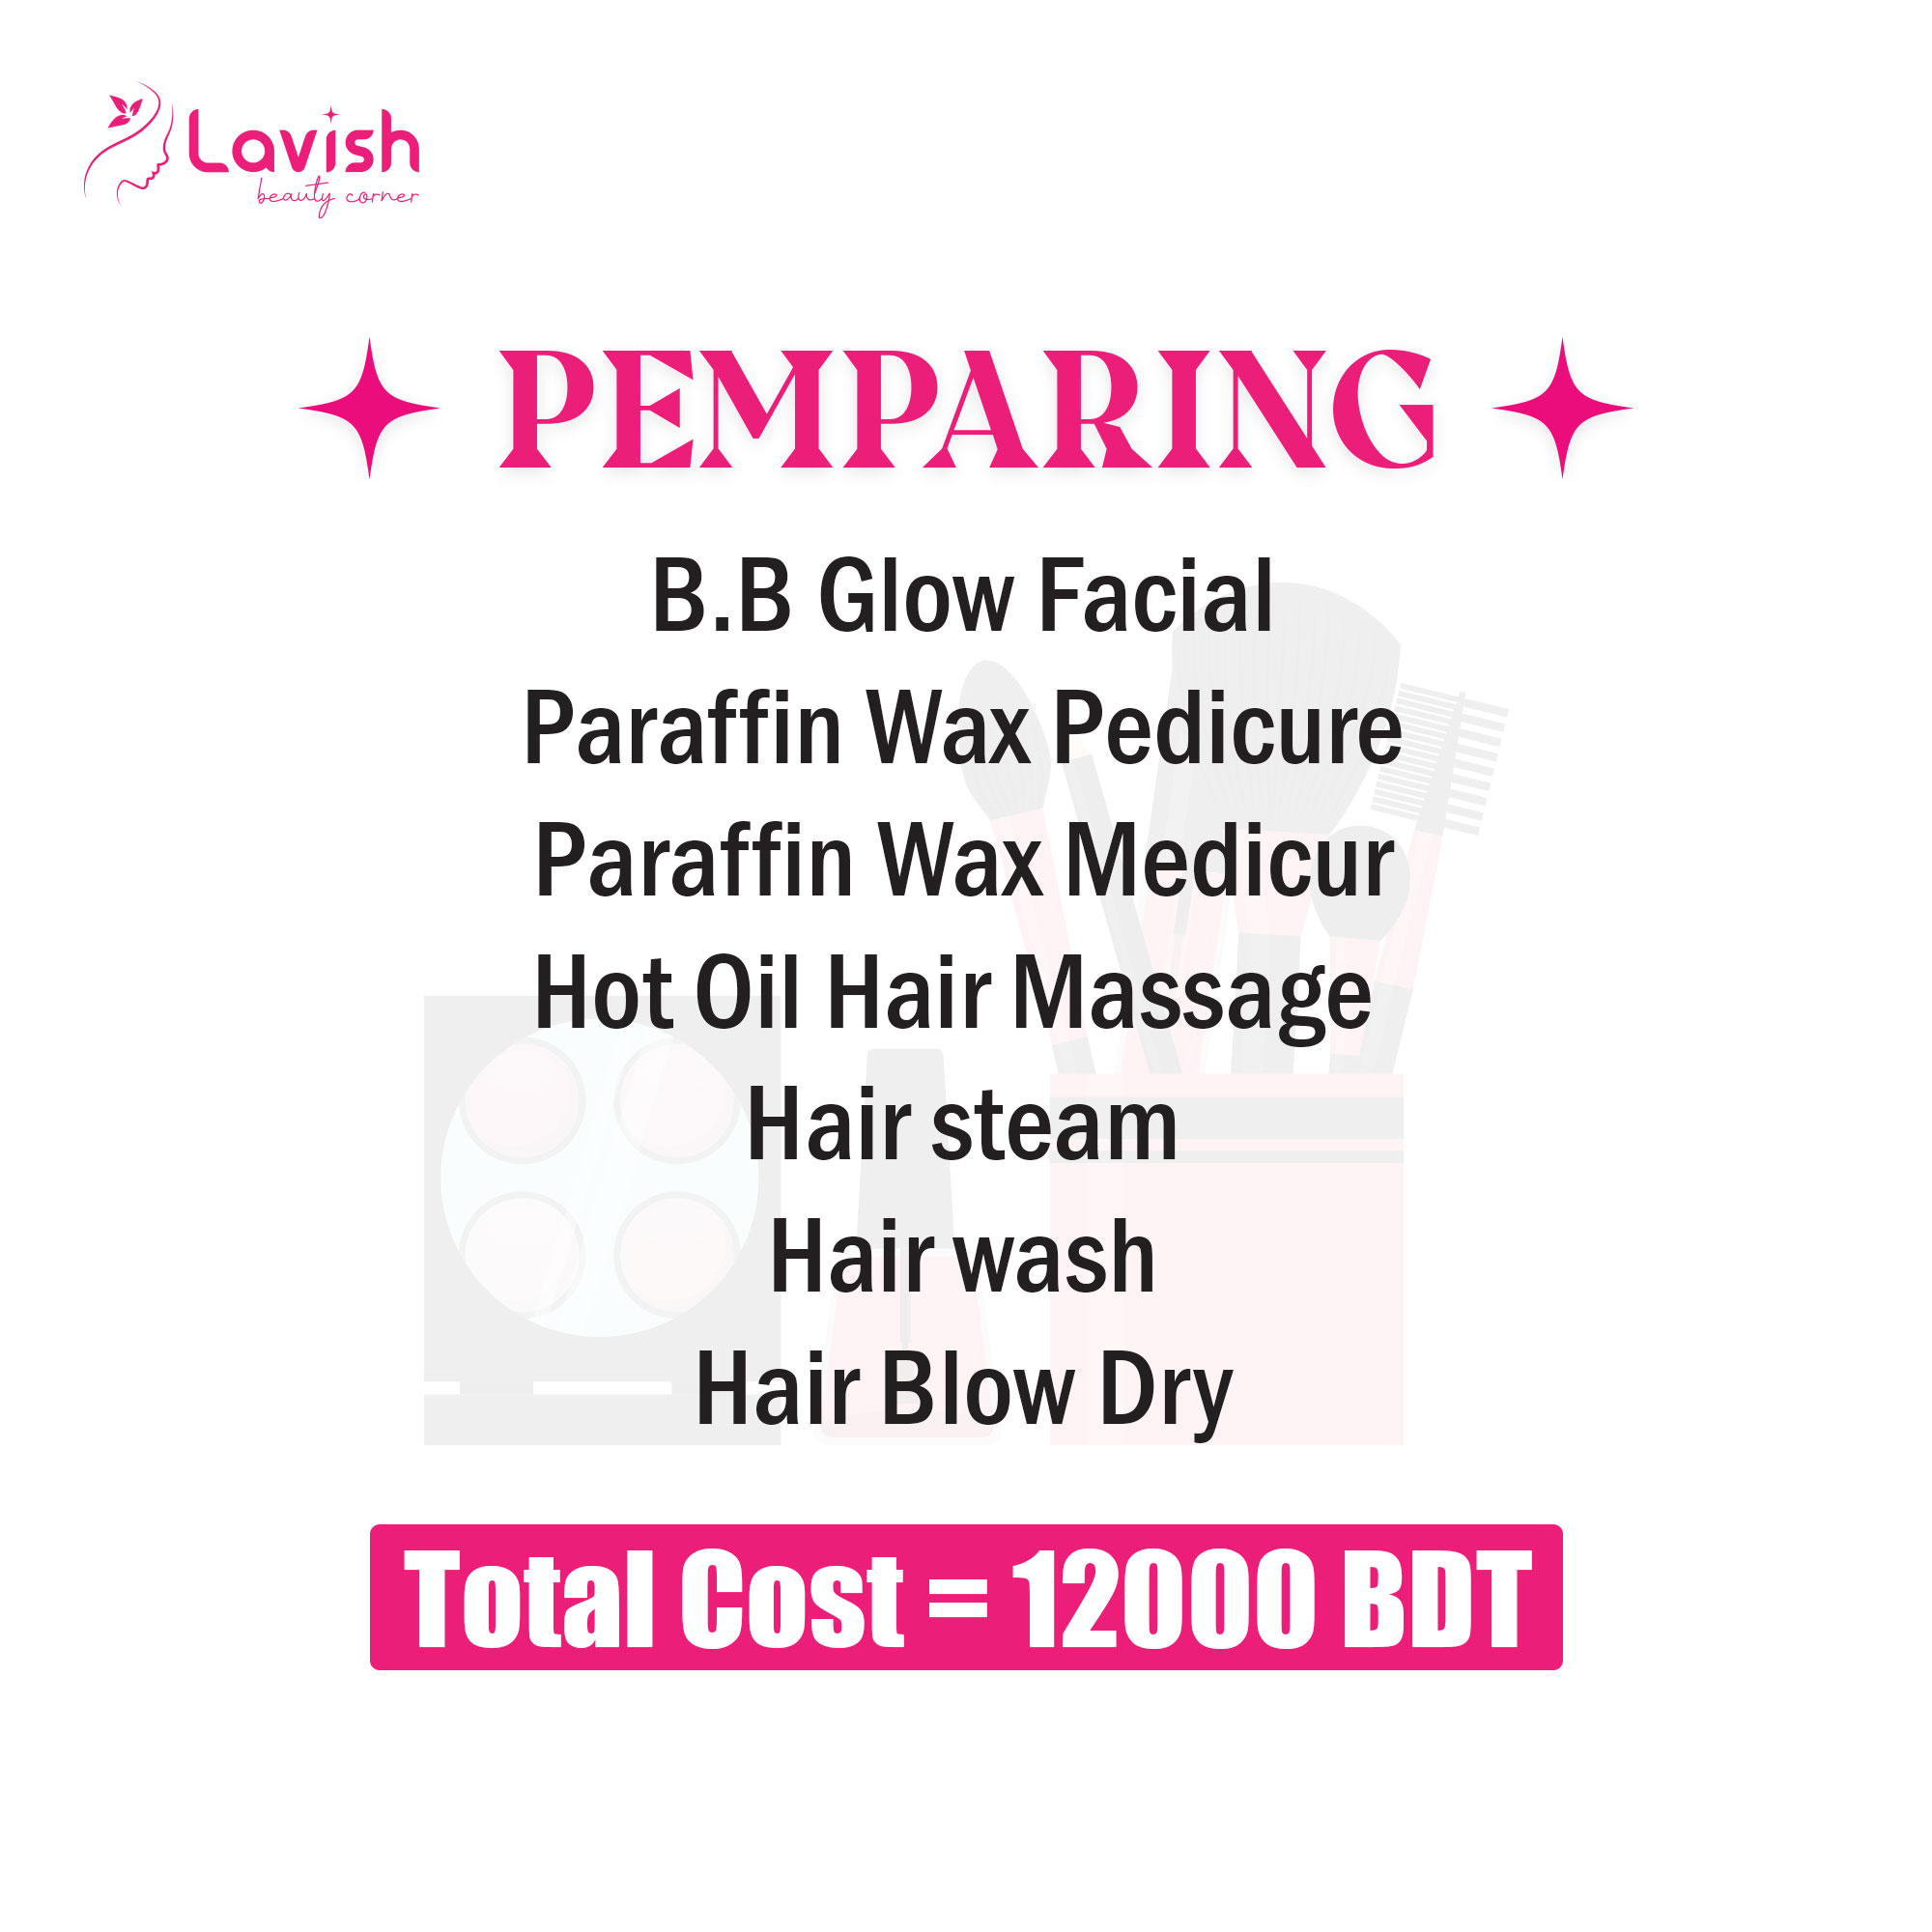 Lavish
beauty corner
PEMPARING
B.B Glow Facial
Paraffin Wax Pedicure
Paraffin Wax Medicur
Hot Oil Hair Massage
Hair steam
Hair wash
Hair Blow Dry
Total Cost = 12000 BDT